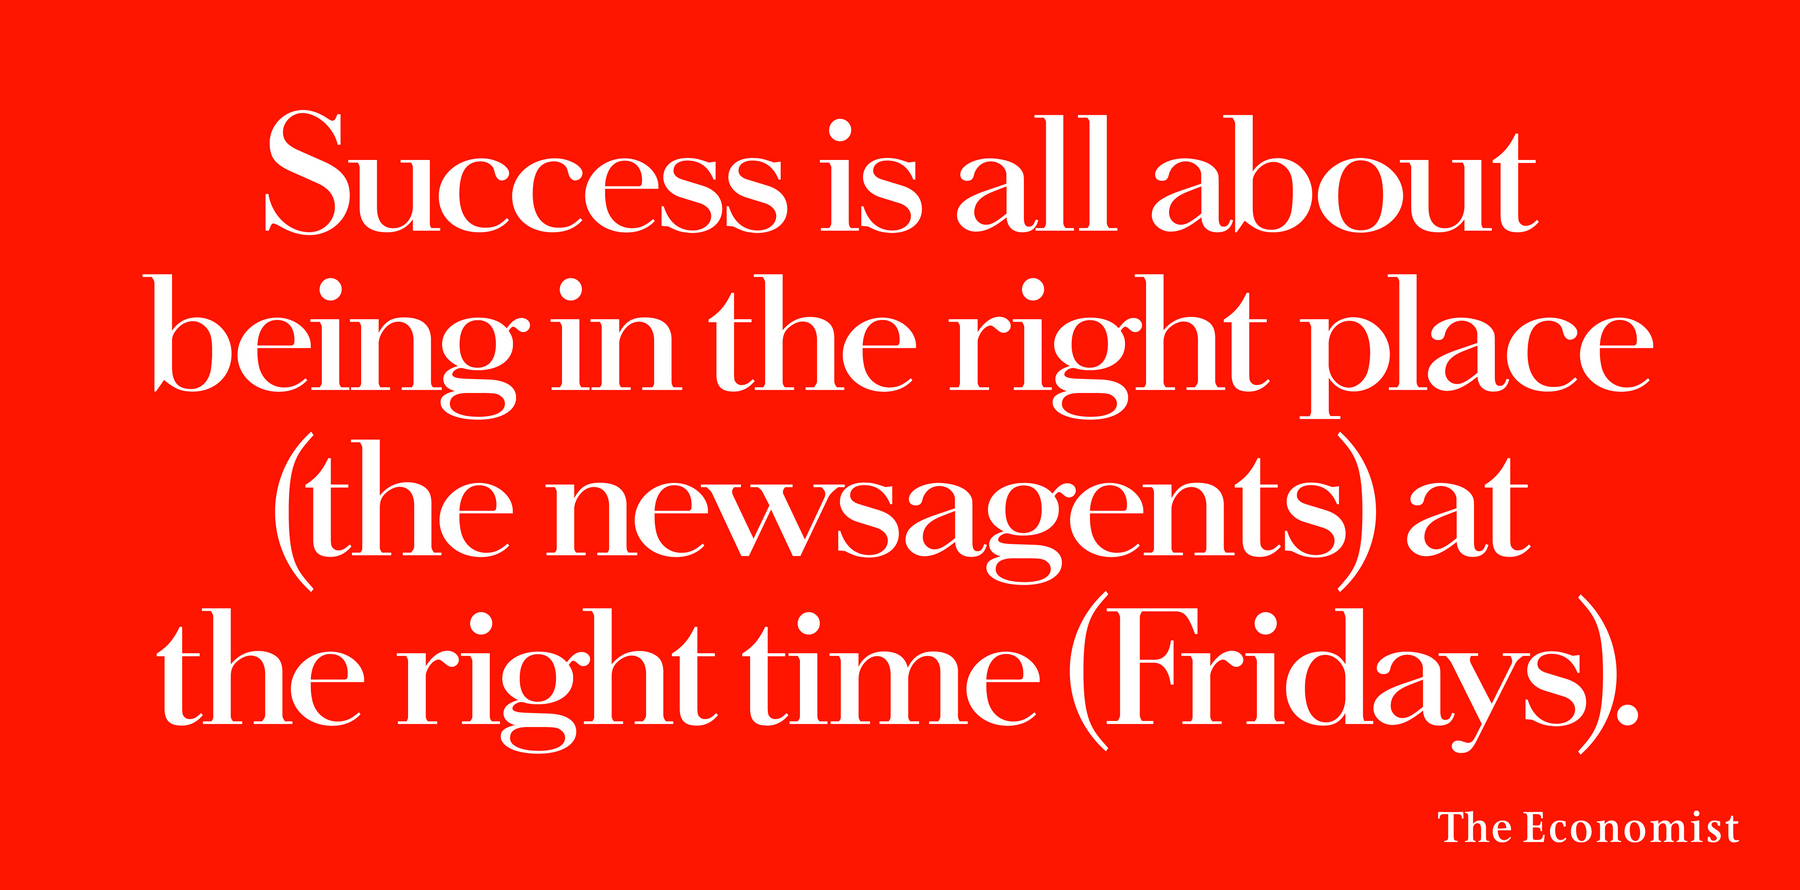 Success is all about
being in the right place
(the newsagents) at
the right time (Fridays).
The Economist